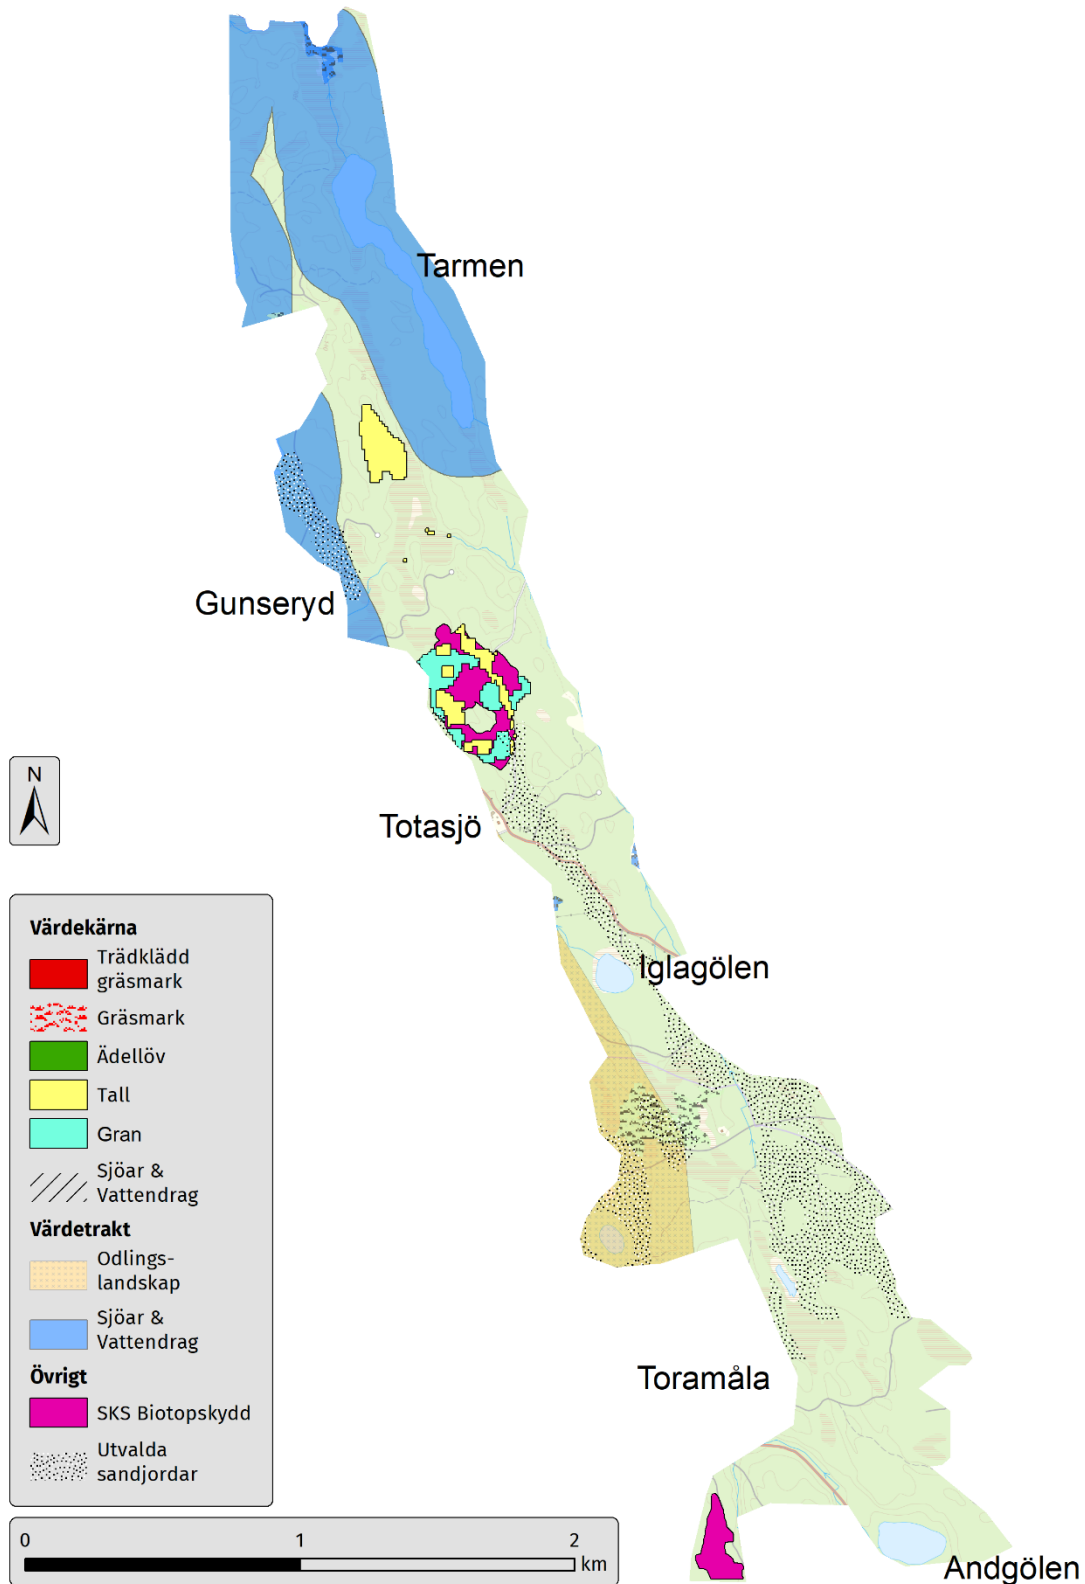 Tarmen
Gunseryd
N
Totasjö
Iglagölen
Värdekärna
Trädklädd
gräsmark
Gräsmark
Ädellöv
Tall
Gran
Sjöar &
Vattendrag
Värdetrakt
Odlings-
landskap
Sjöar &
Vattendrag
Övrigt
SKS Biotopskydd
Utvalda
sandjordar
Toramåla
0 1 2
km
Andgölen